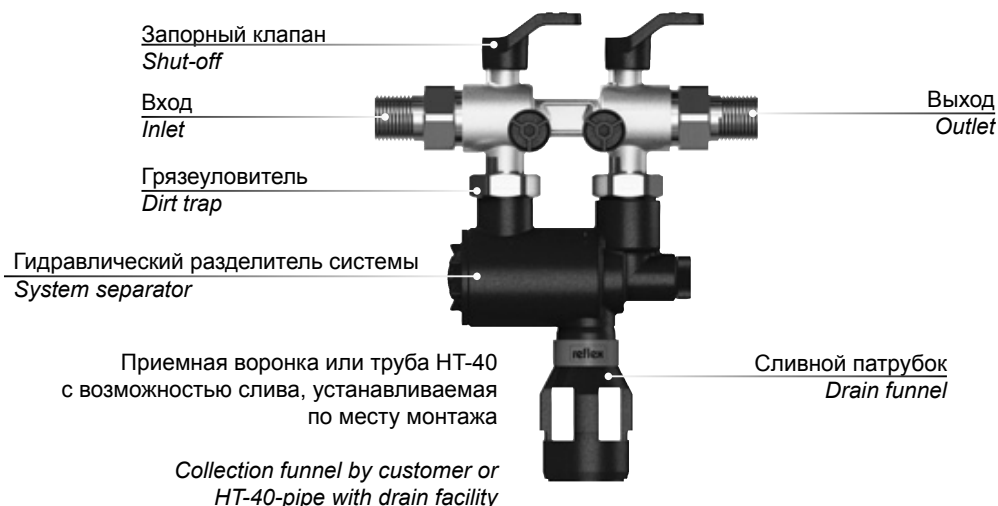 Запорный клапан
Shut-off
Вход
Inlet
Выход
Outlet
Грязеуловитель
Dirt trap
Гидравлический разделитель системы
System separator
reflex
Приемная воронка или труба HT-40
с возможностью слива, устанавливаемая
по месту монтажа
Сливной патрубок
Drain funnel
Collection funnel by customer or
HT-40-pipe with drain facility